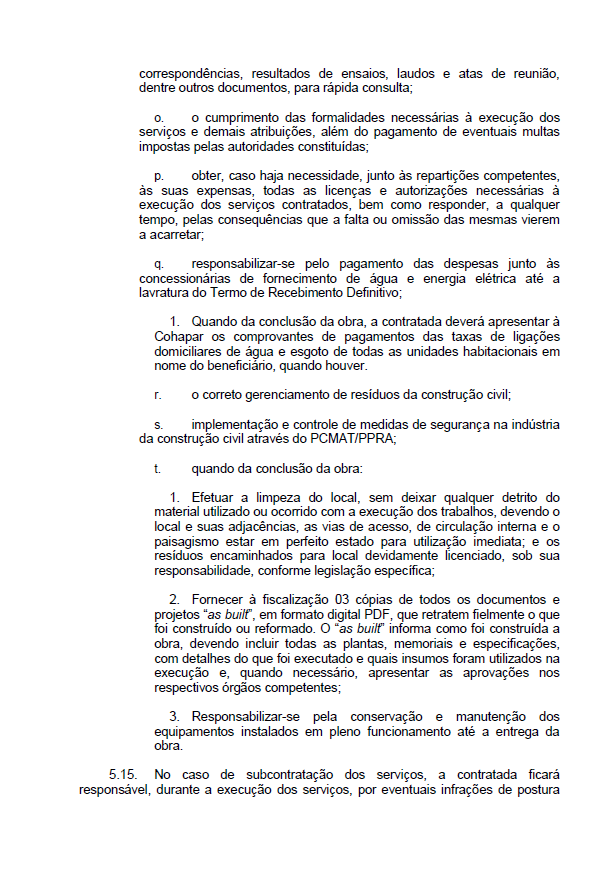 correspondências, resultados de ensaios, laudos e atas de reunião,
dentre outros documentos, para rápida consulta;
o. o cumprimento das formalidades necessárias à execução dos
serviços e demais atribuições, além do pagamento de eventuais multas
impostas pelas autoridades constituídas;
p. obter, caso haja necessidade, junto às repartições competentes,
às suas expensas, todas as licenças e autorizações necessárias à
execução dos serviços contratados, bem como responder, a qualquer
tempo, pelas consequências que a falta ou omissão das mesmas vierem
a acarretar;
q. responsabilizar-se pelo pagamento das despesas junto às
concessionárias de fornecimento de água e energia elétrica até a
lavratura do Termo de Recebimento Definitivo;
1. Quando da conclusão da obra, a contratada deverá apresentar à
Cohapar os comprovantes de pagamentos das taxas de ligações
domiciliares de água e esgoto de todas as unidades habitacionais em
nome do beneficiário, quando houver.
r. o correto gerenciamento de resíduos da construção civil;
s. implementação e controle de medidas de segurança na indústria
da construção civil através do PCMAT/PPRA;
t. quando da conclusão da obra:
1. Efetuar a limpeza do local, sem deixar qualquer detrito do
material utilizado ou ocorrido com a execução dos trabalhos, devendo o
local e suas adjacências, as vias de acesso, de circulação interna e o
paisagismo estar em perfeito estado para utilização imediata; e os
resíduos encaminhados para local devidamente licenciado, sob sua
responsabilidade, conforme legislação específica;
2. Fornecer à fiscalização 03 cópias de todos os documentos e
projetos “as built”, em formato digital PDF, que retratem fielmente o que
foi construído ou reformado. O “as built” informa como foi construída a
obra, devendo incluir todas as plantas, memoriais e especificações,
com detalhes do que foi executado e quais insumos foram utilizados na
execução e, quando necessário, apresentar as aprovações nos
respectivos órgãos competentes;
3. Responsabilizar-se pela conservação e manutenção dos
equipamentos instalados em pleno funcionamento até a entrega da
obra.
5.15. No caso de subcontratação dos serviços, a contratada ficará
responsável, durante a execução dos serviços, por eventuais infrações de postura